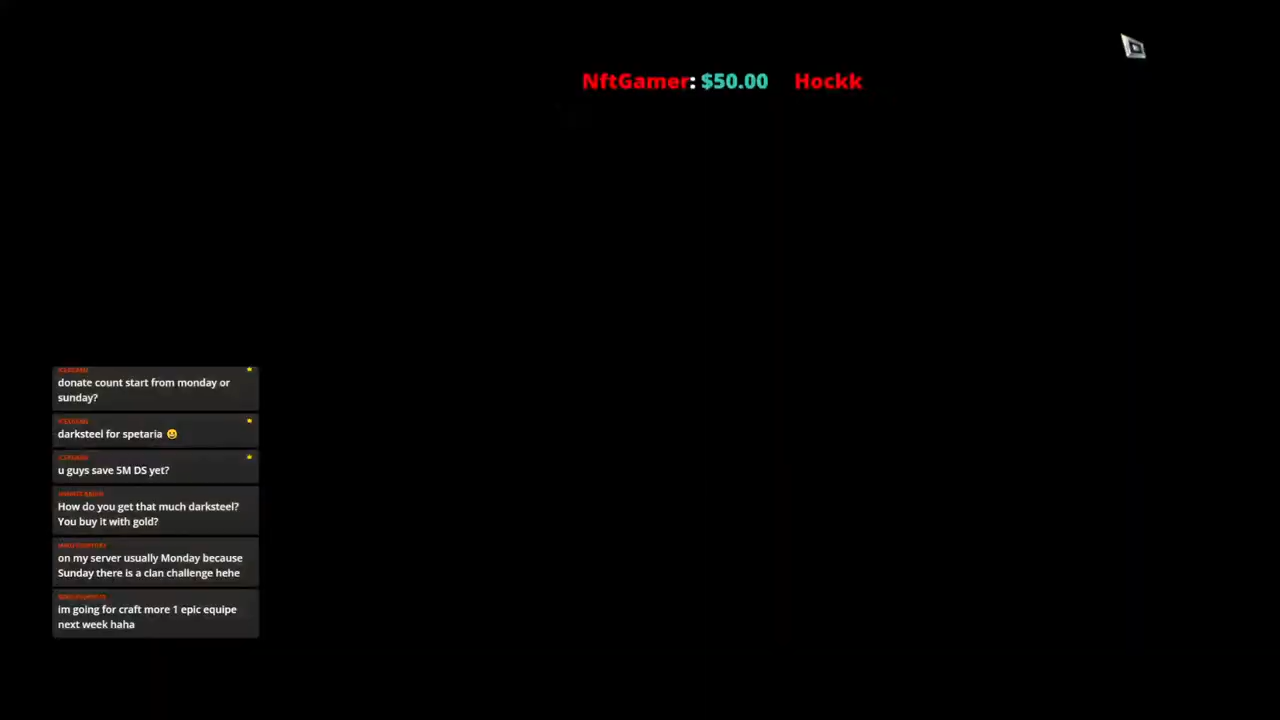 NftGamer: $50.00 Hockk
donate count start from monday or
sunday?
darksteel for spetaria
u guys save 5M DS yet?
How do you get that much darksteel?
You buy it with gold?
on my server usually Monday because
Sunday there is a clan challenge hehe
im going for craft more 1 epic equipe
next week haha